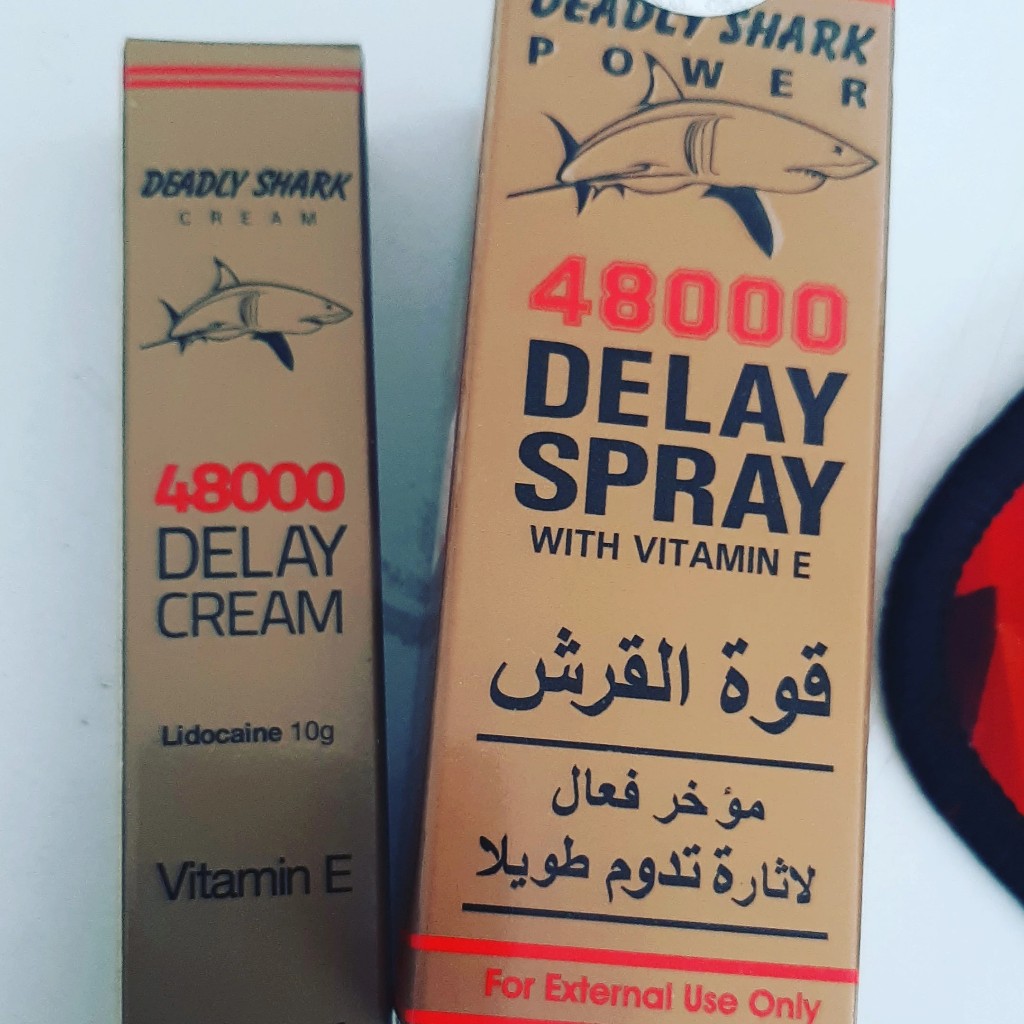 DEADLY SHARK
CREAM
48000
DELAY
CREAM
Lidocaine 10g
Vitamin E
DEADLY SHARK
POWER
48000
DELAY
SPRAY
WITH VITAMIN E
قوة القرش
مؤخر فعال
لاثارة تدوم طويلا
For External Use Only